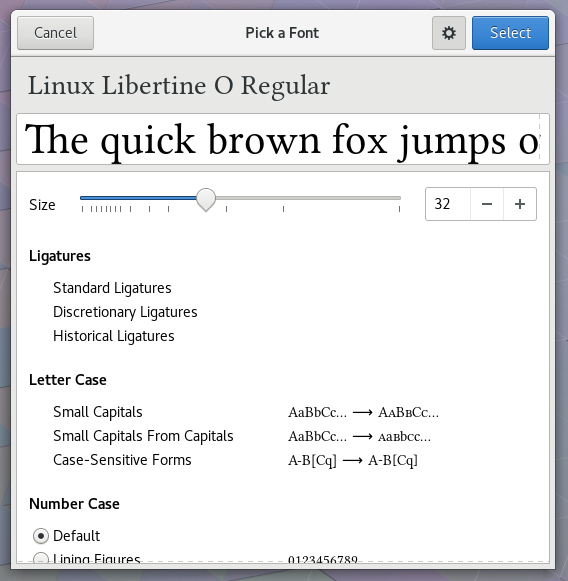 Cancel Pick a Font Select
Linux Libertine O Regular
The quick brown fox jumps o
Size 32
Ligatures
Standard Ligatures
Discretionary Ligatures
Historical Ligatures
Letter Case
Small Capitals AaBbCc... ⟶ AᴀBʙCᴄ...
Small Capitals From Capitals AaBbCc... ⟶ ᴀaʙbᴄc...
Case-Sensitive Forms A-B[Cq] ⟶ A-B[Cq]
Number Case
Default
Lining Figures 0123456789